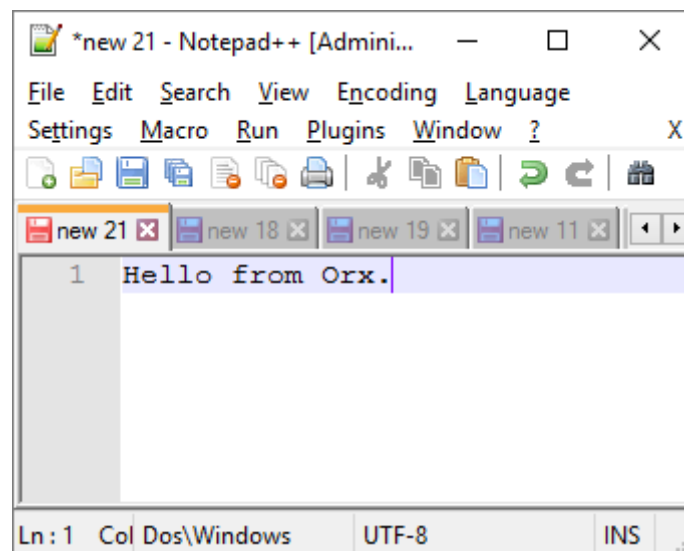 *new 21 - Notepad++ [Admini...
File Edit Search View Encoding Language
Settings Macro Run Plugins Window ? X
new 21 new 18 new 19 new 11
1 Hello from Orx.
Ln : 1 Col Dos\Windows UTF-8 INS